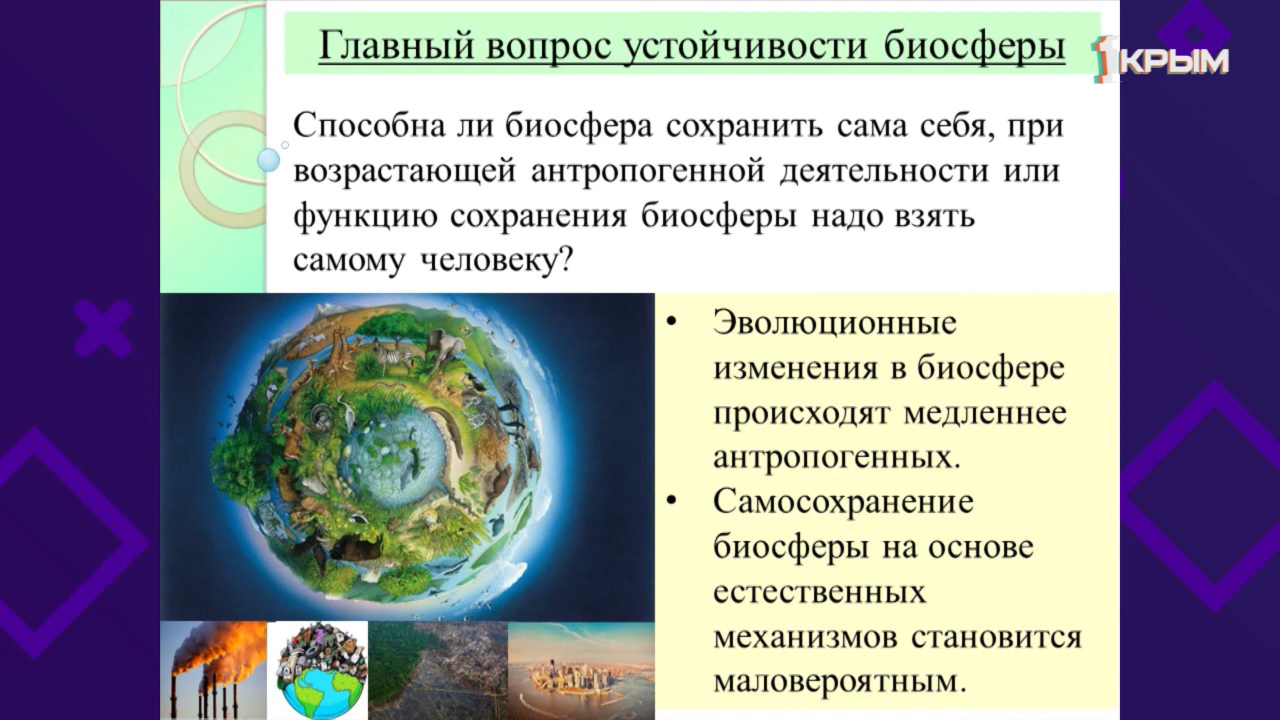 Главный вопрос устойчивости биосферы
1КРЫМ
Способна ли биосфера сохранить сама себя, при
возрастающей антропогенной деятельности или
функцию сохранения биосферы надо взять
самому человеку?
• Эволюционные
изменения в биосфере
происходят медленнее
антропогенных.
• Самосохранение
биосферы на основе
естественных
механизмов становится
маловероятным.